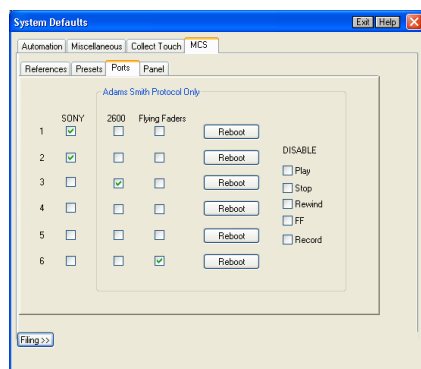 System Defaults Exit Help
Automation Miscellaneous Collect Touch MCS
References Presets Ports Panel
Adams Smith Protocol Only
SONY 2600 Flying Faders
1 Reboot
2 Reboot
DISABLE
Play
3 Reboot
Stop
Rewind
4 Reboot
FF
5 Reboot
Record
6 Reboot
Filing >>